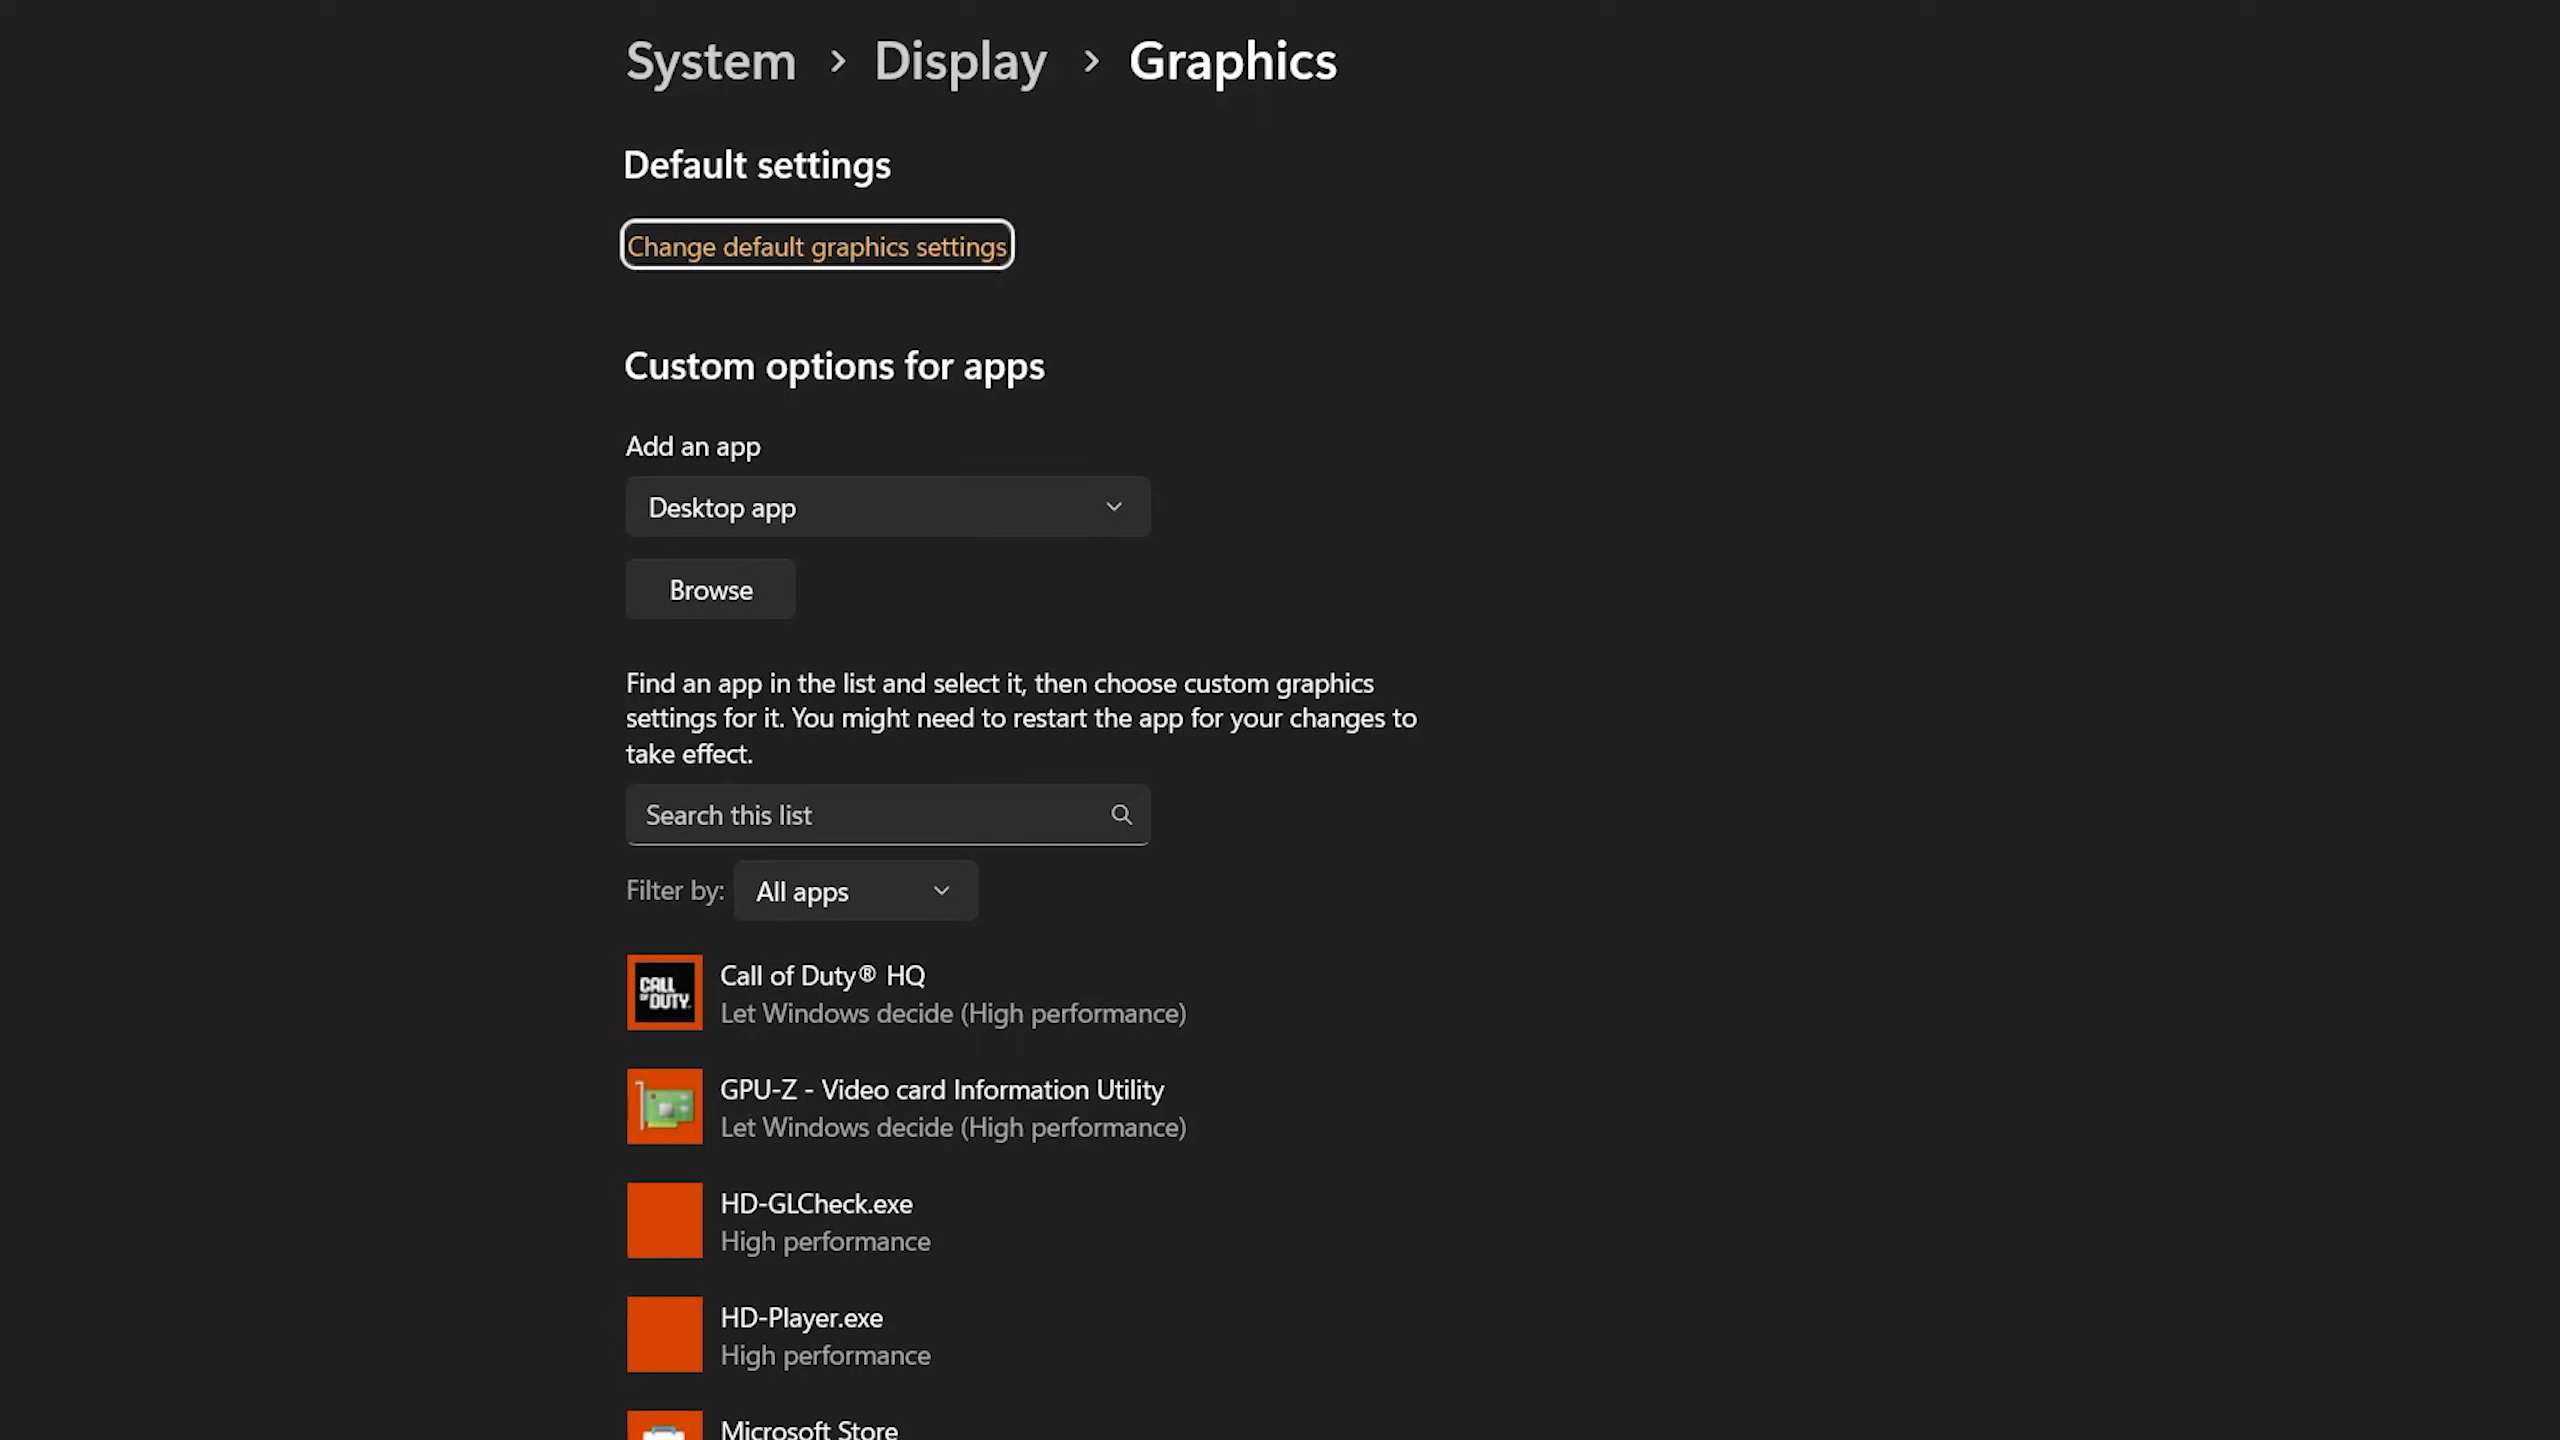 System > Display > Graphics
Default settings
Change default graphics settings
Custom options for apps
Add an app
Desktop app
Browse
Find an app in the list and select it, then choose custom graphics
settings for it. You might need to restart the app for your changes to
take effect.
Search this list
Filter by: All apps
CALL
OF DUTY
Call of Duty® HQ
Let Windows decide (High performance)
GPU-Z - Video card Information Utility
Let Windows decide (High performance)
HD-GLCheck.exe
High performance
HD-Player.exe
High performance
Microsoft Store